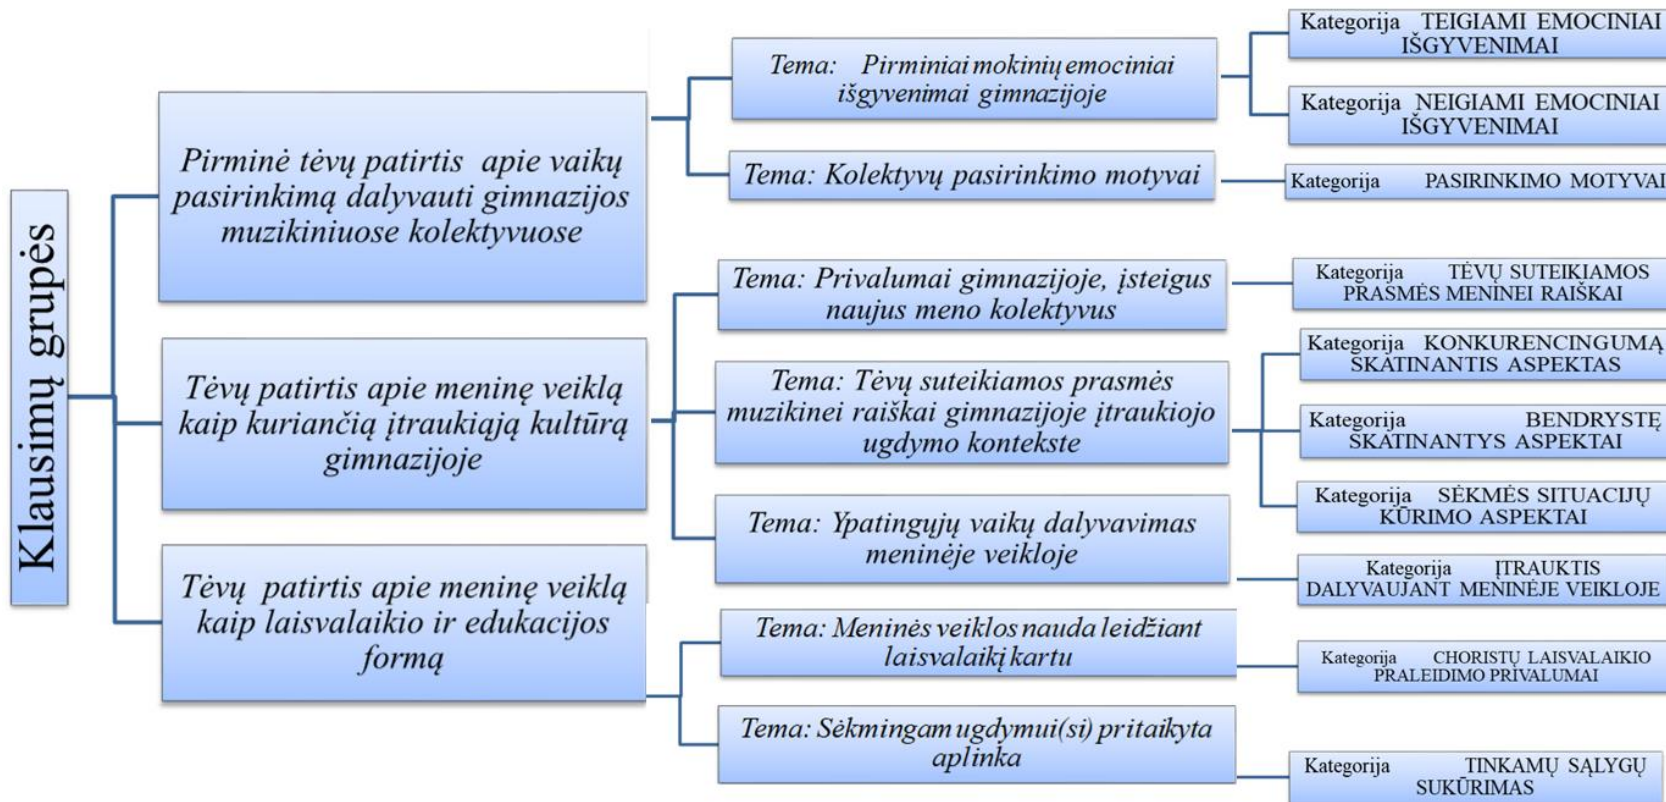 Klausimų grupės
Pirminė tėvų patirtis apie vaikų
pasirinkimą dalyvauti gimnazijos
muzikiniuose kolektyvuose
Tema: Pirminiai mokinių emociniai
išgyvenimai gimnazijoje
Kategorija TEIGIAMI EMOCINIAI
IŠGYVENIMAI
Kategorija NEIGIAMI EMOCINIAI
IŠGYVENIMAI
Tema: Kolektyvų pasirinkimo motyvai
Kategorija PASIRINKIMO MOTYVAI
Tėvų patirtis apie meninę veiklą
kaip kuriančią įtraukiąją kultūrą
gimnazijoje
Tema: Privalumai gimnazijoje, įsteigus
naujus meno kolektyvus
Kategorija TĖVŲ SUTEIKIAMOS
PRASMĖS MENINEI RAIŠKAI
Tema: Tėvų suteikiamos prasmės
muzikinei raiškai gimnazijoje įtraukiojo
ugdymo kontekste
Kategorija KONKURENCINGUMĄ
SKATINANTIS ASPEKTAS
Kategorija BENDRYSTĘ
SKATINANTYS ASPEKTAI
Kategorija SĖKMĖS SITUACIJŲ
KŪRIMO ASPEKTAI
Tema: Ypatingųjų vaikų dalyvavimas
meninėje veikloje
Kategorija ĮTRAUKTIS
DALYVAUJANT MENINĖJE VEIKLOJE
Tėvų patirtis apie meninę veiklą
kaip laisvalaikio ir edukacijos
formą
Tema: Meninės veiklos nauda leidžiant
laisvalaikį kartu
Kategorija CHORISTŲ LAISVALAIKIO
PRALEIDIMO PRIVALUMAI
Tema: Sėkmingam ugdymui(si) pritaikyta
aplinka
Kategorija TINKAMŲ SĄLYGŲ
SUKŪRIMAS